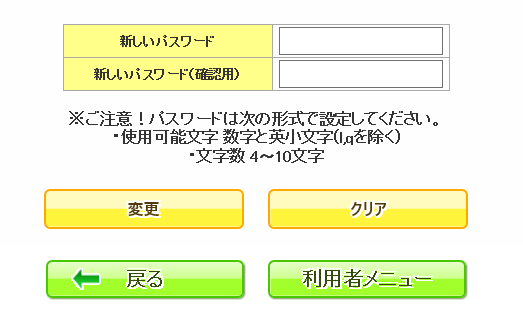 新しいパスワード
新しいパスワード(確認用)
※ご注意！パスワードは次の形式で設定してください。
・使用可能文字 数字と英小文字(l,qを除く)
・文字数 4～10文字
変更 クリア
戻る 利用者メニュー